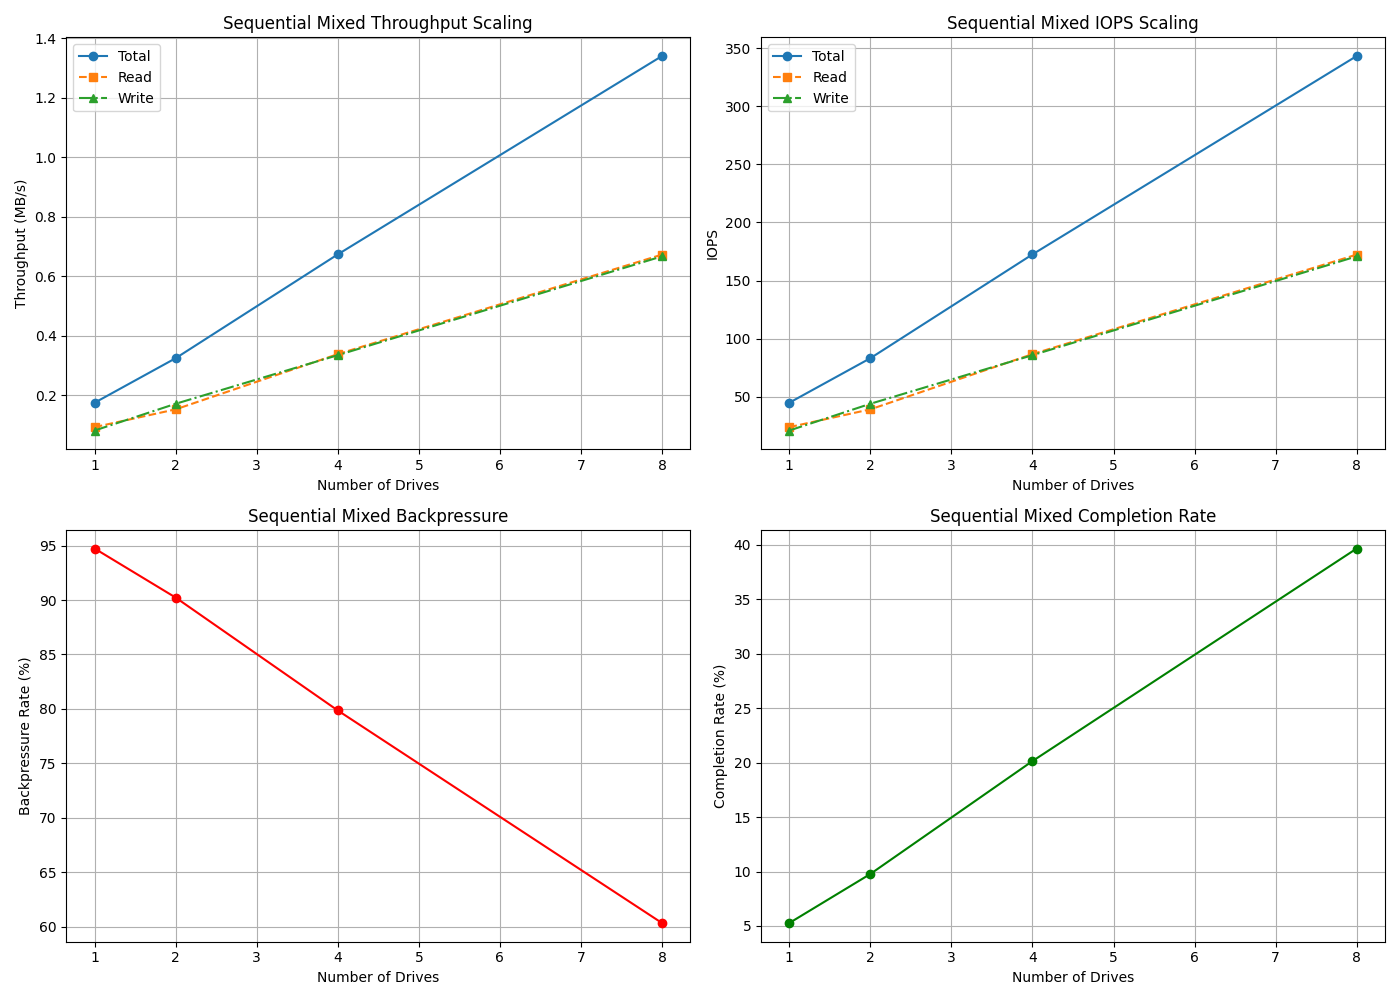 Sequential Mixed Throughput Scaling
Throughput (MB/s)
1.4
1.2
1.0
0.8
0.6
0.4
0.2
Total
Read
Write
1 2 3 4 5 6 7 8
Number of Drives
Sequential Mixed IOPS Scaling
IOPS
350
300
250
200
150
100
50
Total
Read
Write
1 2 3 4 5 6 7 8
Number of Drives
Sequential Mixed Backpressure
Backpressure Rate (%)
95
90
85
80
75
70
65
60
1 2 3 4 5 6 7 8
Number of Drives
Sequential Mixed Completion Rate
Completion Rate (%)
40
35
30
25
20
15
10
5
1 2 3 4 5 6 7 8
Number of Drives